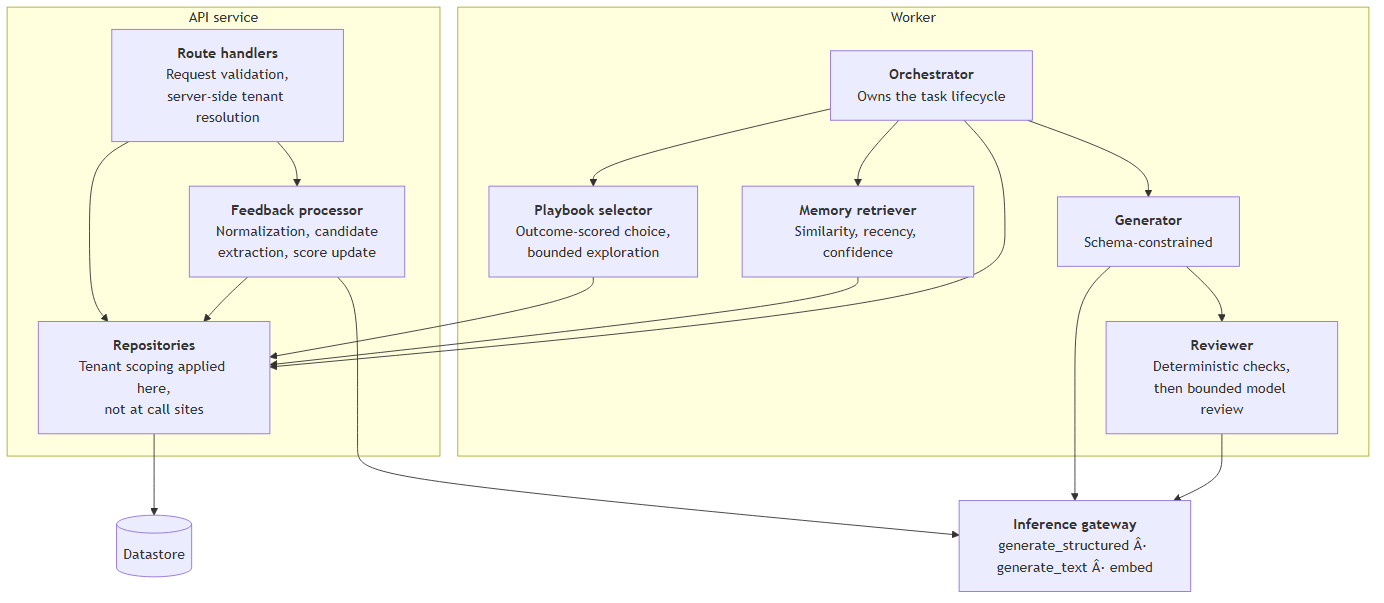 API service
Route handlers
Request validation,
server-side tenant
resolution
Feedback processor
Normalization, candidate
extraction, score update
Repositories
Tenant scoping applied
here,
not at call sites
Datastore
Worker
Orchestrator
Owns the task lifecycle
Playbook selector
Outcome-scored choice,
bounded exploration
Memory retriever
Similarity, recency,
confidence
Generator
Schema-constrained
Reviewer
Deterministic checks,
then bounded model
review
Inference gateway
generate_structured Â·
generate_text Â· embed